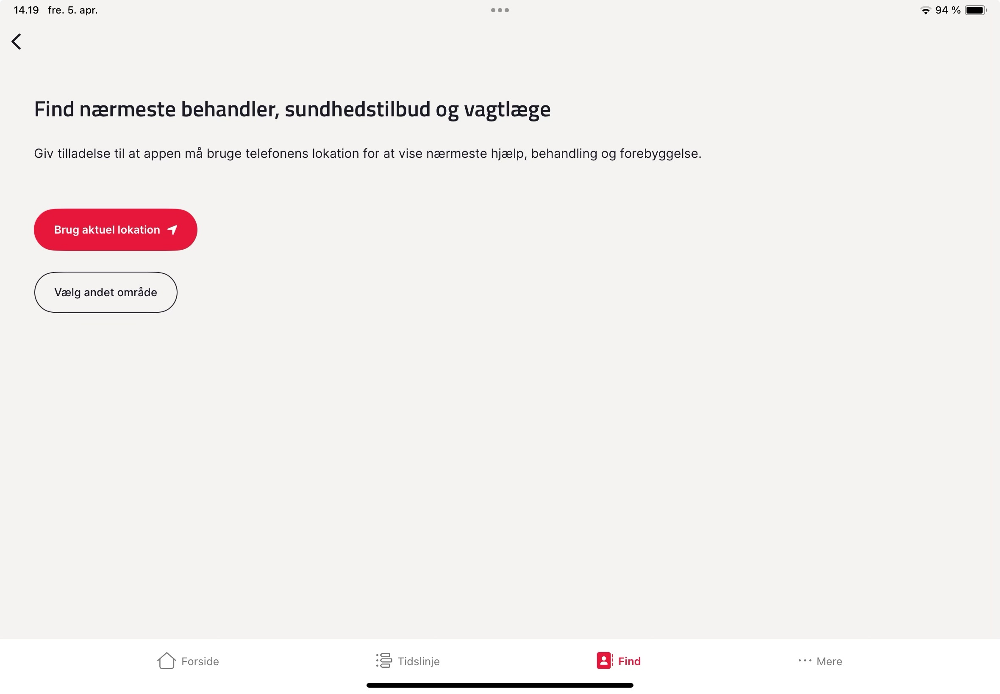 14.19 fre. 5. apr.
94 %
Find nærmeste behandler, sundhedstilbud og vagtlæge
Giv tilladelse til at appen må bruge telefonens lokation for at vise nærmeste hjælp, behandling og forebyggelse.
Brug aktuel lokation
Vælg andet område
Forside
Tidslinje
Find
Mere